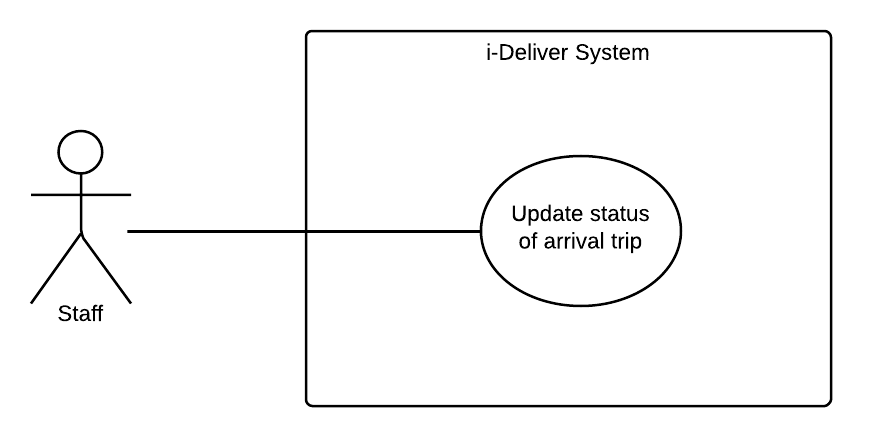 i-Deliver System
Update status
of arrival trip
Staff